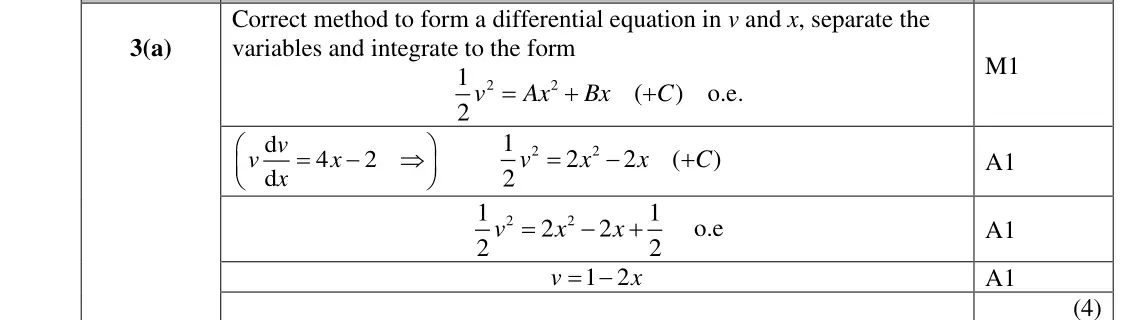 Correct method to form a differential equation in v and x, separate the
3(a) variables and integrate to the form M1
1/2 v² = Ax² + Bx (+C) o.e.
(v dv/dx = 4x − 2 ⇒) 1/2 v² = 2x² − 2x (+C) A1
1/2 v² = 2x² − 2x + 1/2 o.e A1
v = 1 − 2x A1
(4)